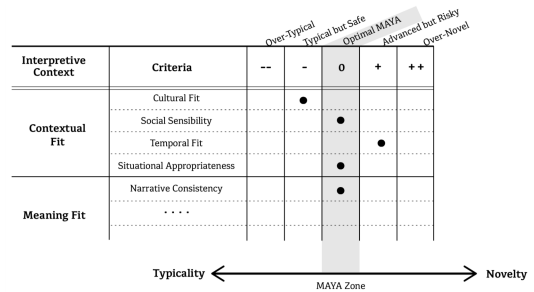 Over-Typical
Typical but Safe
Optimal MAYA
Advanced but Risky
Over-Novel
Interpretive
Context
Criteria
--
-
0
+
++
Contextual
Fit
Cultural Fit
Social Sensibility
Temporal Fit
Situational Appropriateness
Meaning Fit
Narrative Consistency
....
Typicality
Novelty
MAYA Zone